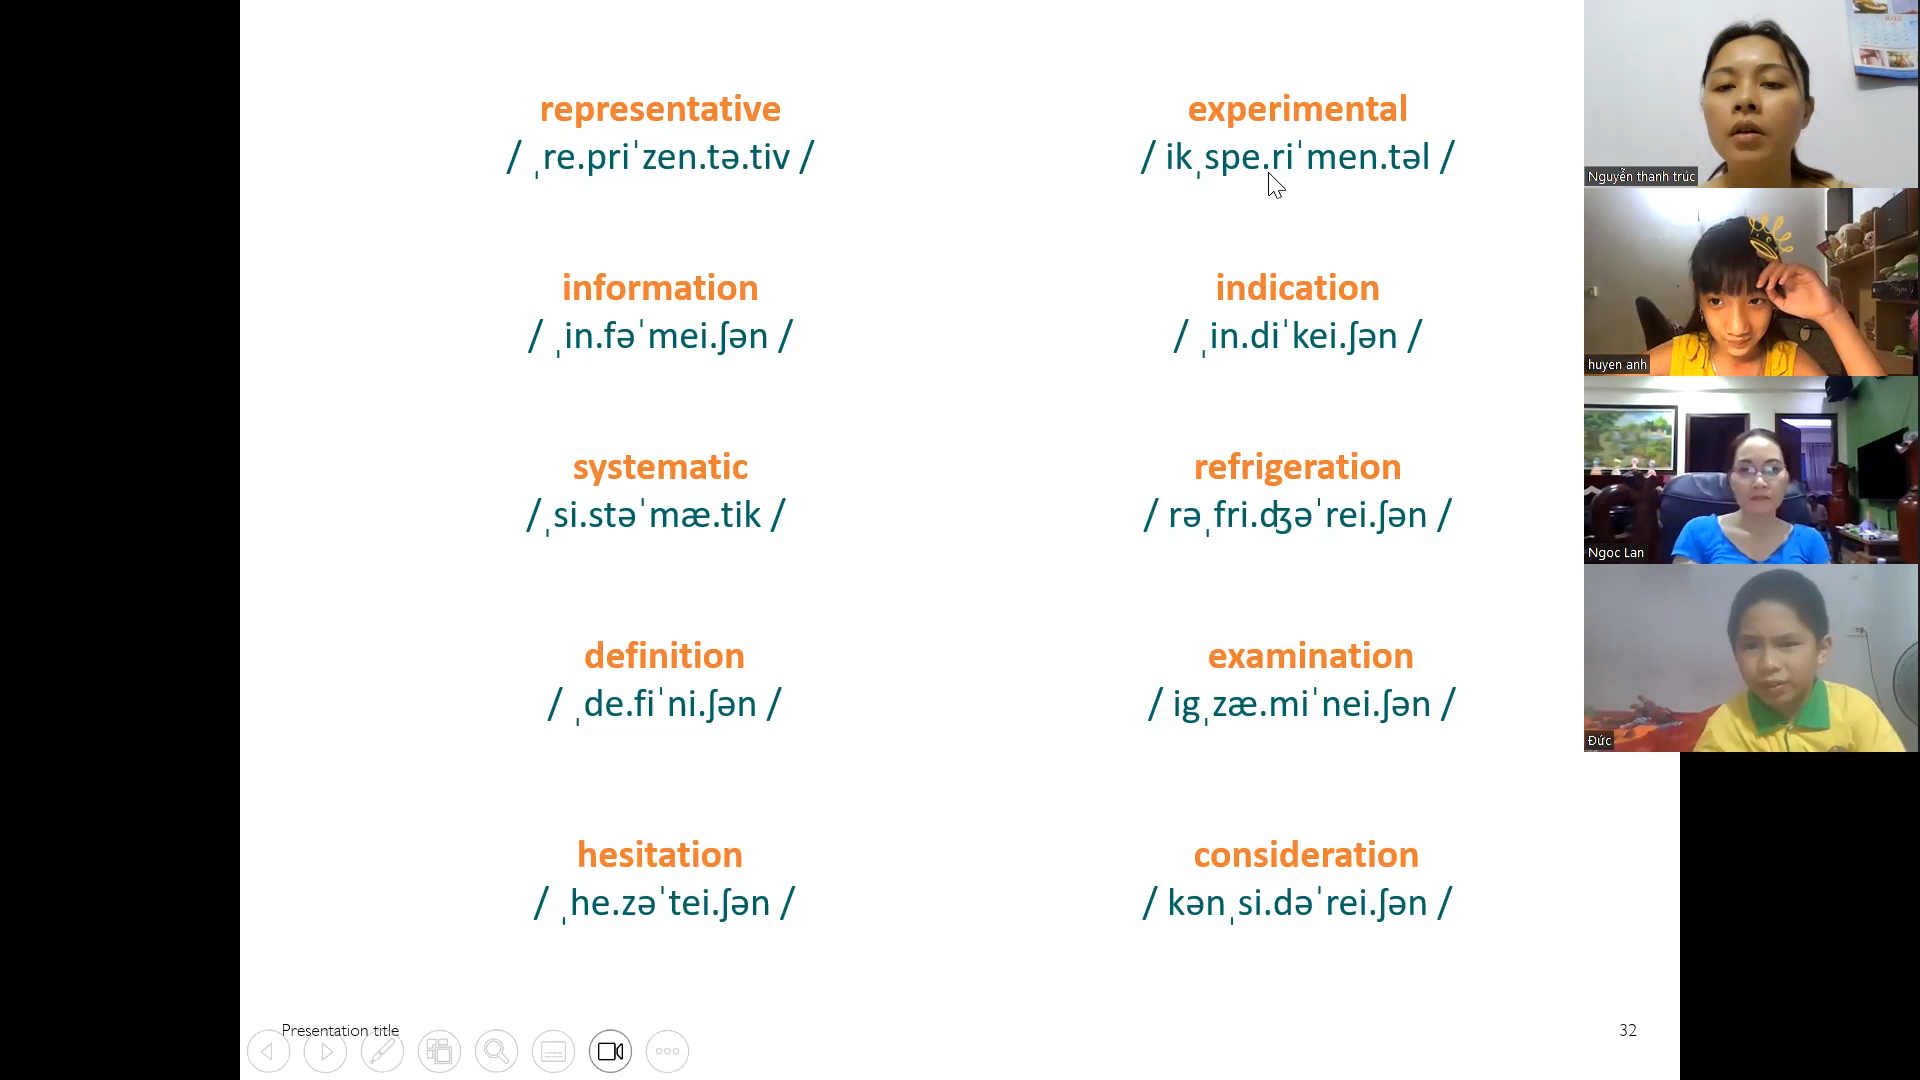 representative
/ ˌre.priˈzen.tə.tiv /
experimental
/ ikˌspe.riˈmen.təl /
information
/ ˌin.fəˈmei.ʃən /
indication
/ ˌin.diˈkei.ʃən /
systematic
/ˌsi.stəˈmæ.tik /
refrigeration
/ rəˌfri.ʤəˈrei.ʃən /
definition
/ ˌde.fiˈni.ʃən /
examination
/ igˌzæ.miˈnei.ʃən /
hesitation
/ ˌhe.zəˈtei.ʃən /
consideration
/ kənˌsi.dəˈrei.ʃən /
Presentation title
32
Nguyễn thanh trúc
huyen anh
Ngoc Lan
Đức